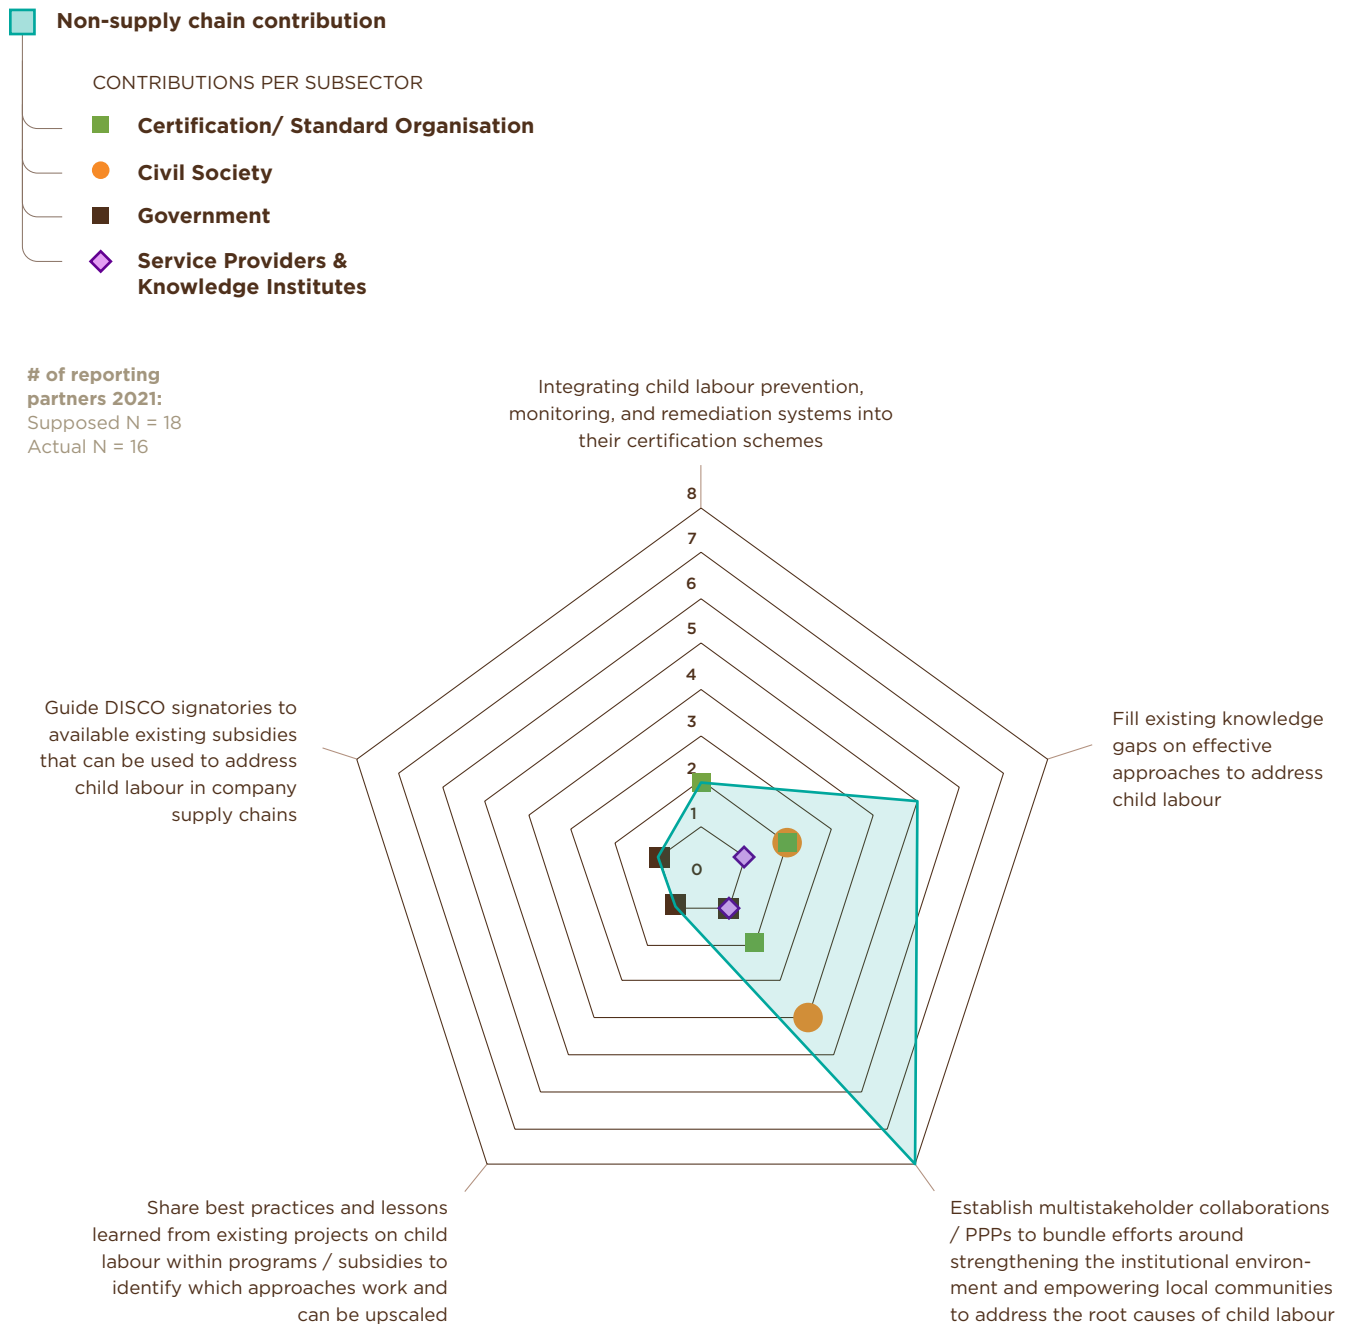 Non-supply chain contribution
CONTRIBUTIONS PER SUBSECTOR
Certification/ Standard Organisation
Civil Society
Government
Service Providers &
Knowledge Institutes
# of reporting
partners 2021:
Supposed N = 18
Actual N = 16
Integrating child labour prevention,
monitoring, and remediation systems into
their certification schemes
8
7
6
5
4
3
2
1
0
Guide DISCO signatories to
available existing subsidies
that can be used to address
child labour in company
supply chains
Fill existing knowledge
gaps on effective
approaches to address
child labour
Share best practices and lessons
learned from existing projects on child
labour within programs / subsidies to
identify which approaches work and
can be upscaled
Establish multistakeholder collaborations
/ PPPs to bundle efforts around
strengthening the institutional environ-
ment and empowering local communities
to address the root causes of child labour